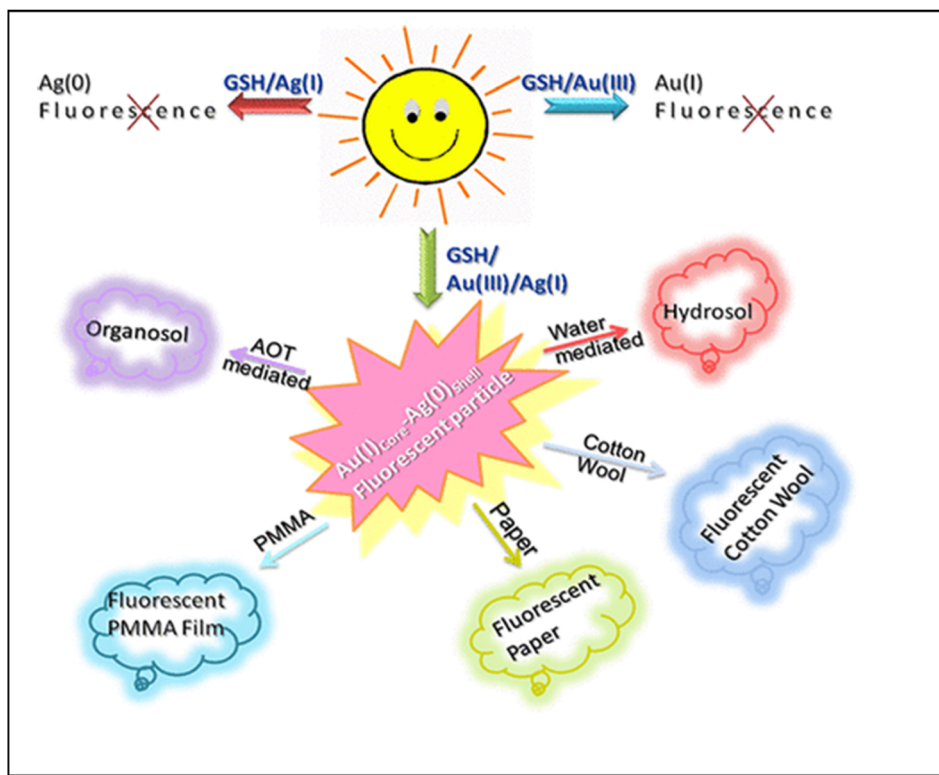 Ag(0)
Fluorescence
GSH/Ag(I)
GSH/Au(III)
Au(I)
Fluorescence
GSH/
Au(III)/Ag(I)
Organosol
AOT
mediated
Water
mediated
Hydrosol
Au(I)Core-Ag(0)Shell
Fluorescent particle
Cotton
Wool
Fluorescent
Cotton Wool
PMMA
Fluorescent
PMMA Film
Paper
Fluorescent
Paper